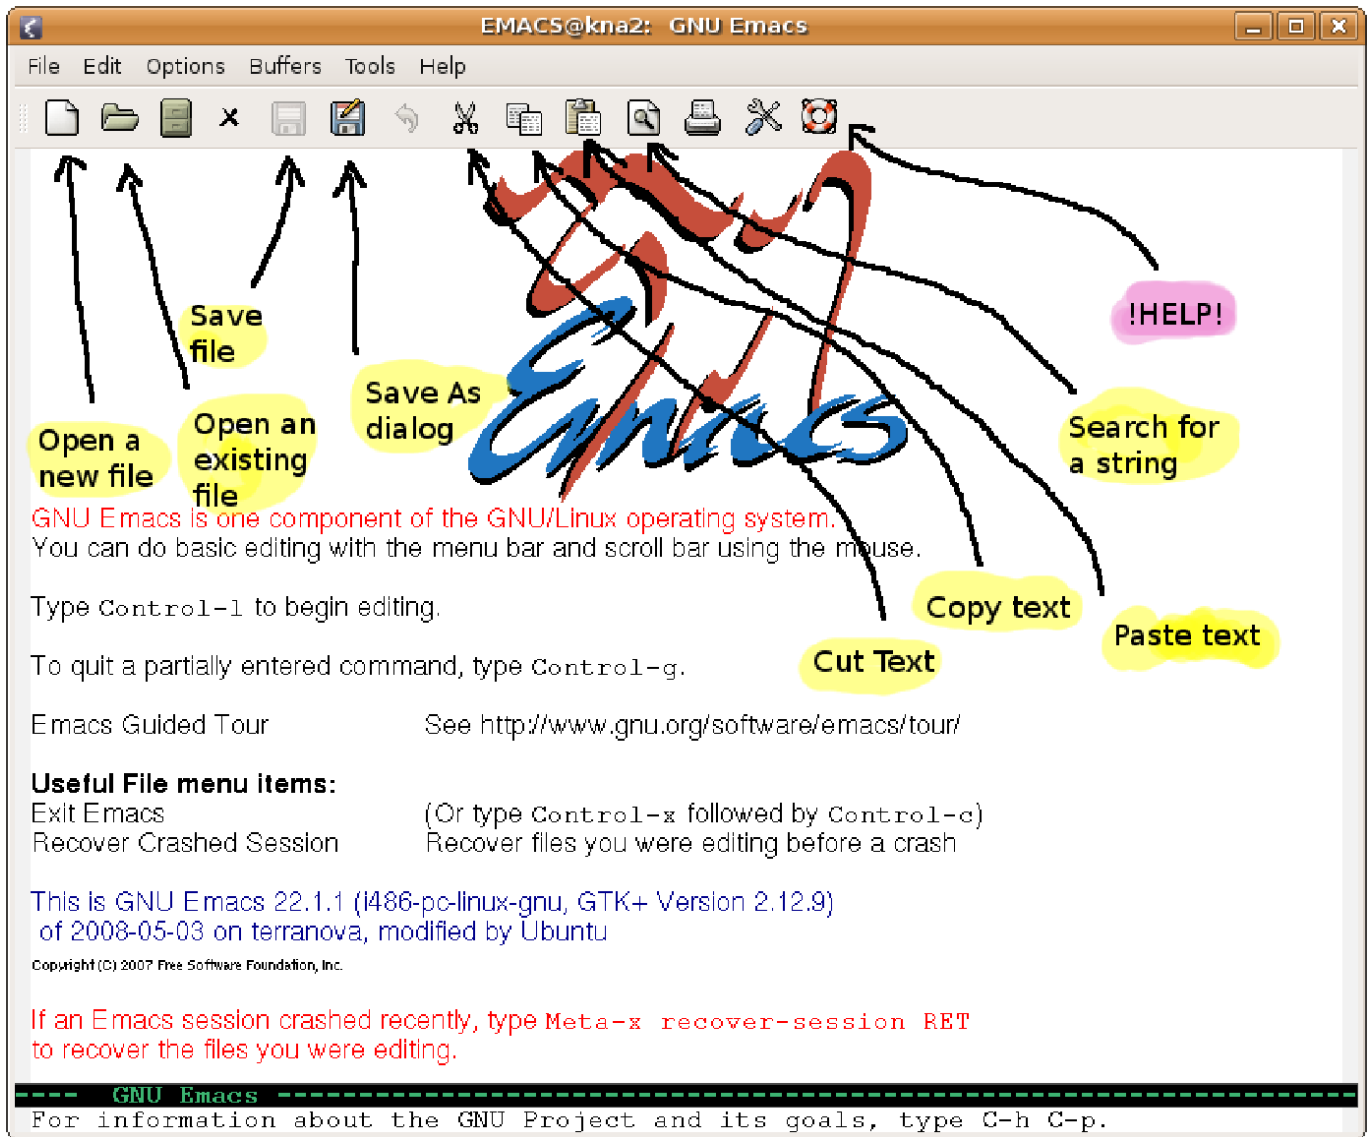 EMACS@kna2: GNU Emacs
File Edit Options Buffers Tools Help
!HELP!
Save
file
Save As
dialog
Open a
new file
Open an
existing
file
Search for
a string
Emacs
GNU Emacs is one component of the GNU/Linux operating system.
You can do basic editing with the menu bar and scroll bar using the mouse.
Copy text
Paste text
Cut Text
Type Control-l to begin editing.
To quit a partially entered command, type Control-g.
Emacs Guided Tour See http://www.gnu.org/software/emacs/tour/
Useful File menu items:
Exit Emacs (Or type Control-x followed by Control-c)
Recover Crashed Session Recover files you were editing before a crash
This is GNU Emacs 22.1.1 (i486-pc-linux-gnu, GTK+ Version 2.12.9)
of 2008-05-03 on terranova, modified by Ubuntu
Copyright (C) 2007 Free Software Foundation, Inc.
If an Emacs session crashed recently, type Meta-x recover-session RET
to recover the files you were editing.
---- GNU Emacs ----
For information about the GNU Project and its goals, type C-h C-p.